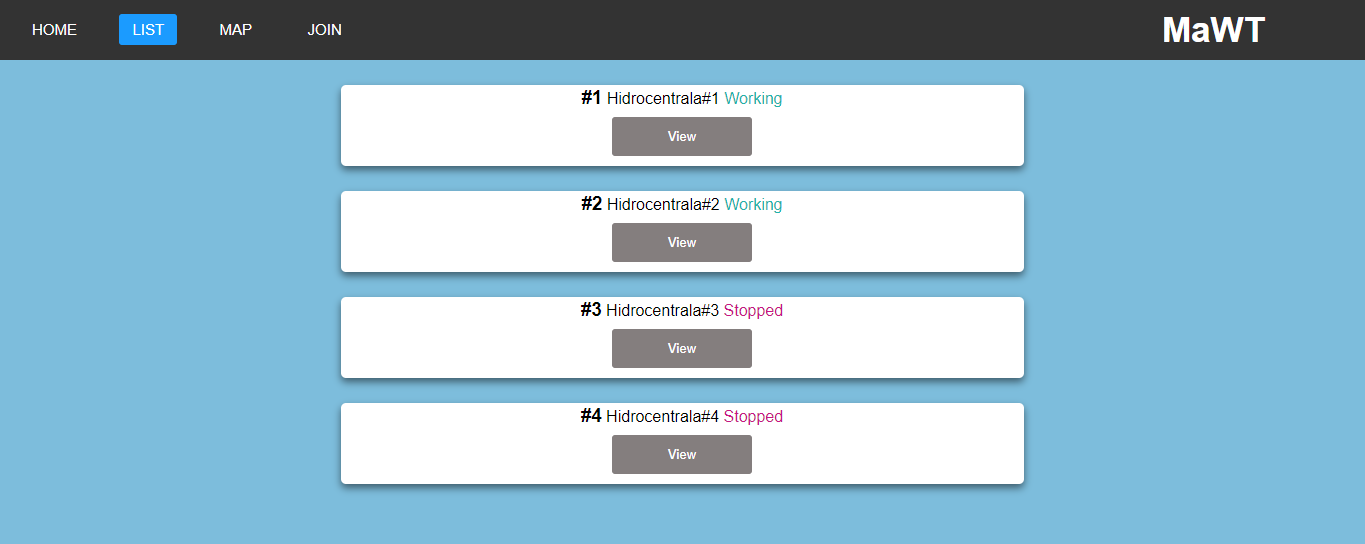 HOME LIST MAP JOIN MaWT
#1 Hidrocentrala#1 Working
View
#2 Hidrocentrala#2 Working
View
#3 Hidrocentrala#3 Stopped
View
#4 Hidrocentrala#4 Stopped
View